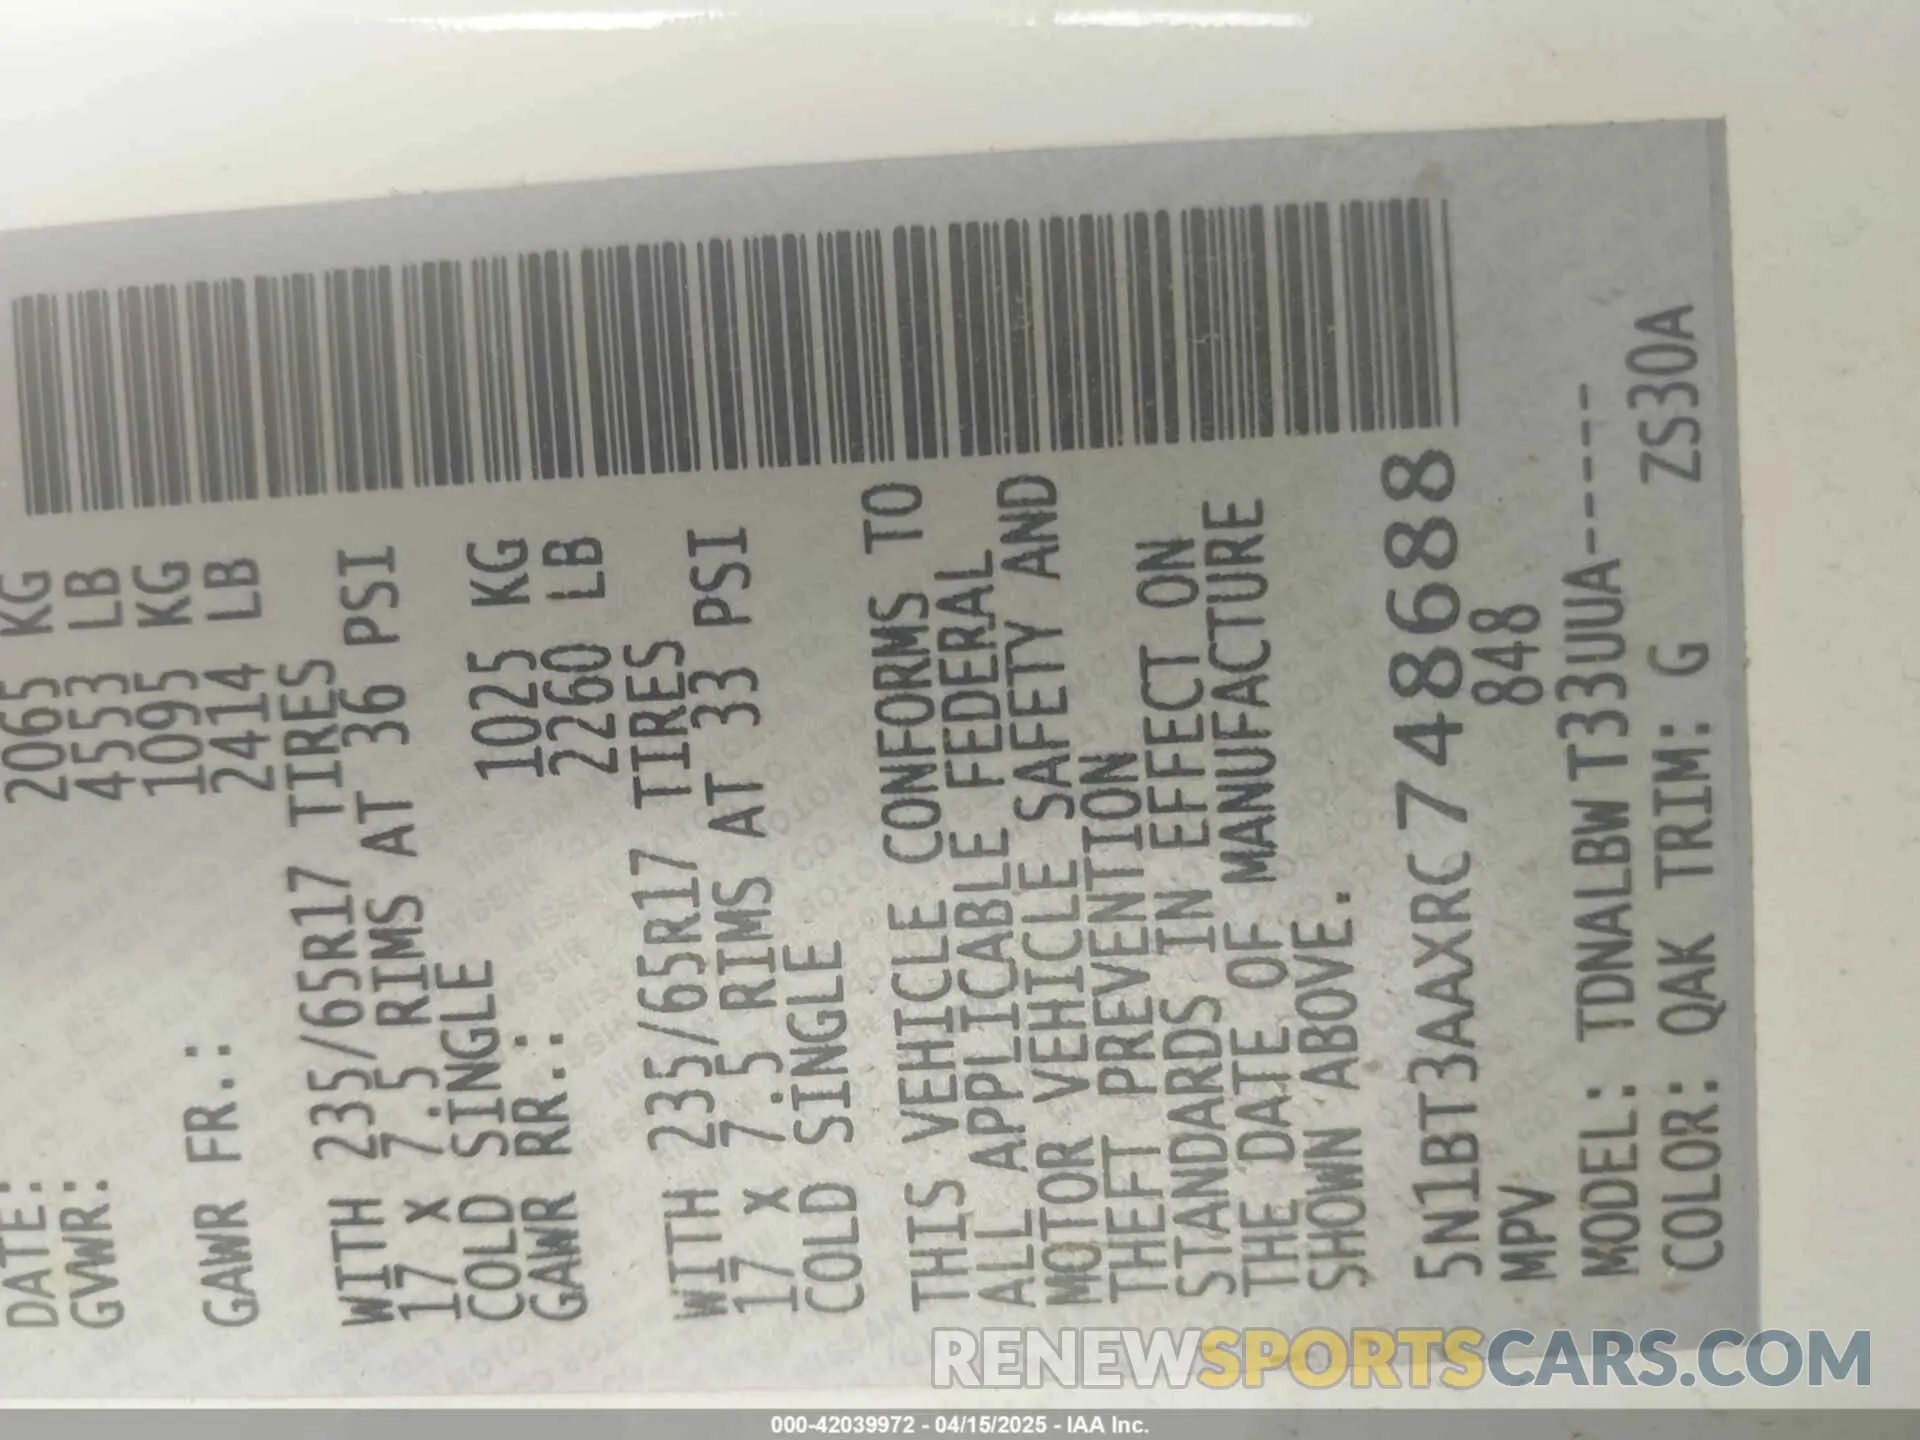 DATE:
GVWR: 2065 KG
4553 LB
GAWR FR.: 1095 KG
2414 LB
WITH 235/65R17 TIRES
17 x 7.5 RIMS AT 36 PSI
COLD SINGLE
GAWR RR.: 1025 KG
2260 LB
WITH 235/65R17 TIRES
17 x 7.5 RIMS AT 33 PSI
COLD SINGLE
THIS VEHICLE CONFORMS TO
ALL APPLICABLE FEDERAL
MOTOR VEHICLE SAFETY AND
THEFT PREVENTION
STANDARDS IN EFFECT ON
THE DATE OF MANUFACTURE
SHOWN ABOVE.
5N1BT3AAXRC748688
MPV 848
MODEL: TDNALBW T33UUUA-----
COLOR: QAK TRIM: G ZS30A
RENEWSPORTSCARS.COM
000-42039972 - 04/15/2025 - IAA Inc.